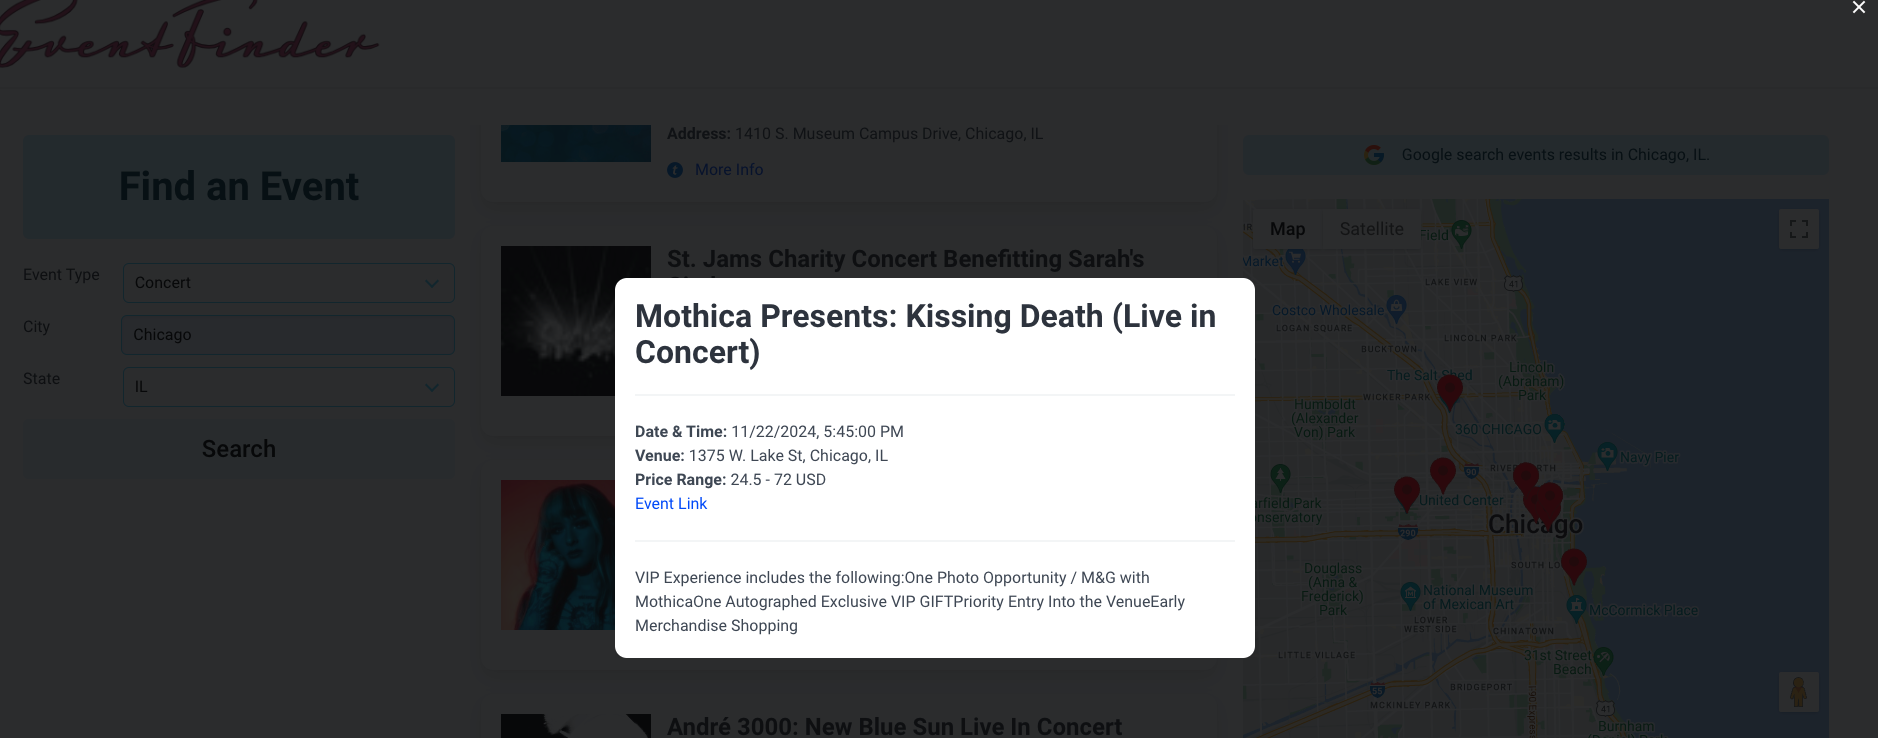 EventFinder
Find an Event
Event Type
Concert
City
Chicago
State
IL
Search
Address: 1410 S. Museum Campus Drive, Chicago, IL
More Info
St. Jams Charity Concert Benefitting Sarah's
Mothica Presents: Kissing Death (Live in
Concert)
Date & Time: 11/22/2024, 5:45:00 PM
Venue: 1375 W. Lake St, Chicago, IL
Price Range: 24.5 - 72 USD
Event Link
VIP Experience includes the following:One Photo Opportunity / M&G with
MothicaOne Autographed Exclusive VIP GIFTPriority Entry Into the VenueEarly
Merchandise Shopping
André 3000: New Blue Sun Live In Concert
Google search events results in Chicago, IL.
Map
Satellite
Field
Market
LAKE VIEW
41
Costco Wholesale
LOGAN SQUARE
LINCOLN PARK
BUCKTOWN
The Salt Shed
Lincoln
(Abraham)
Park
WICKER PARK
Humboldt
(Alexander
Von) Park
360 CHICAGO
Navy Pier
90
United Center
Chicago
290
SOUTH
Douglass
(Anna &
Frederick)
Park
National Museum
of Mexican Art
McCormick Place
LOWER
WEST SIDE
CHINATOWN
LITTLE VILLAGE
31st Street
Beach
55
BRIDGEPORT
MCKINLEY PARK
41
Burnham